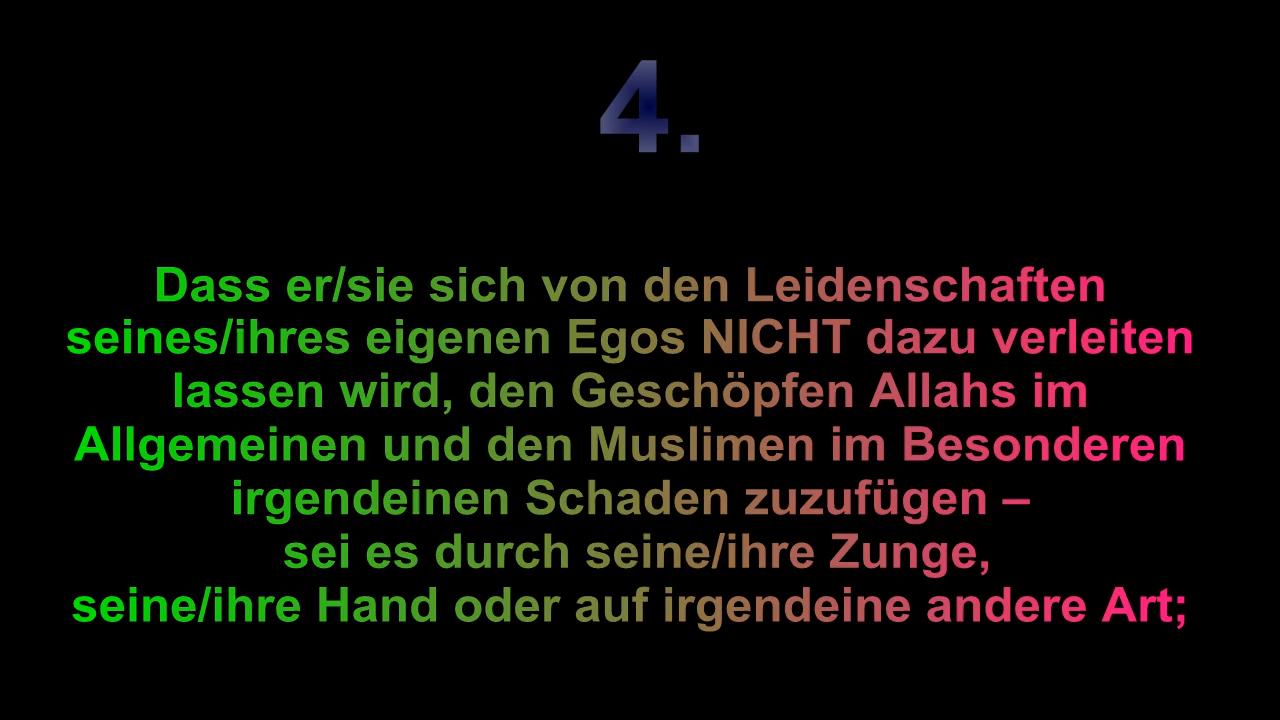 4.
Dass er/sie sich von den Leidenschaften
seines/ihres eigenen Egos NICHT dazu verleiten
lassen wird, den Geschöpfen Allahs im
Allgemeinen und den Muslimen im Besonderen
irgendeinen Schaden zuzufügen –
sei es durch seine/ihre Zunge,
seine/ihre Hand oder auf irgendeine andere Art;